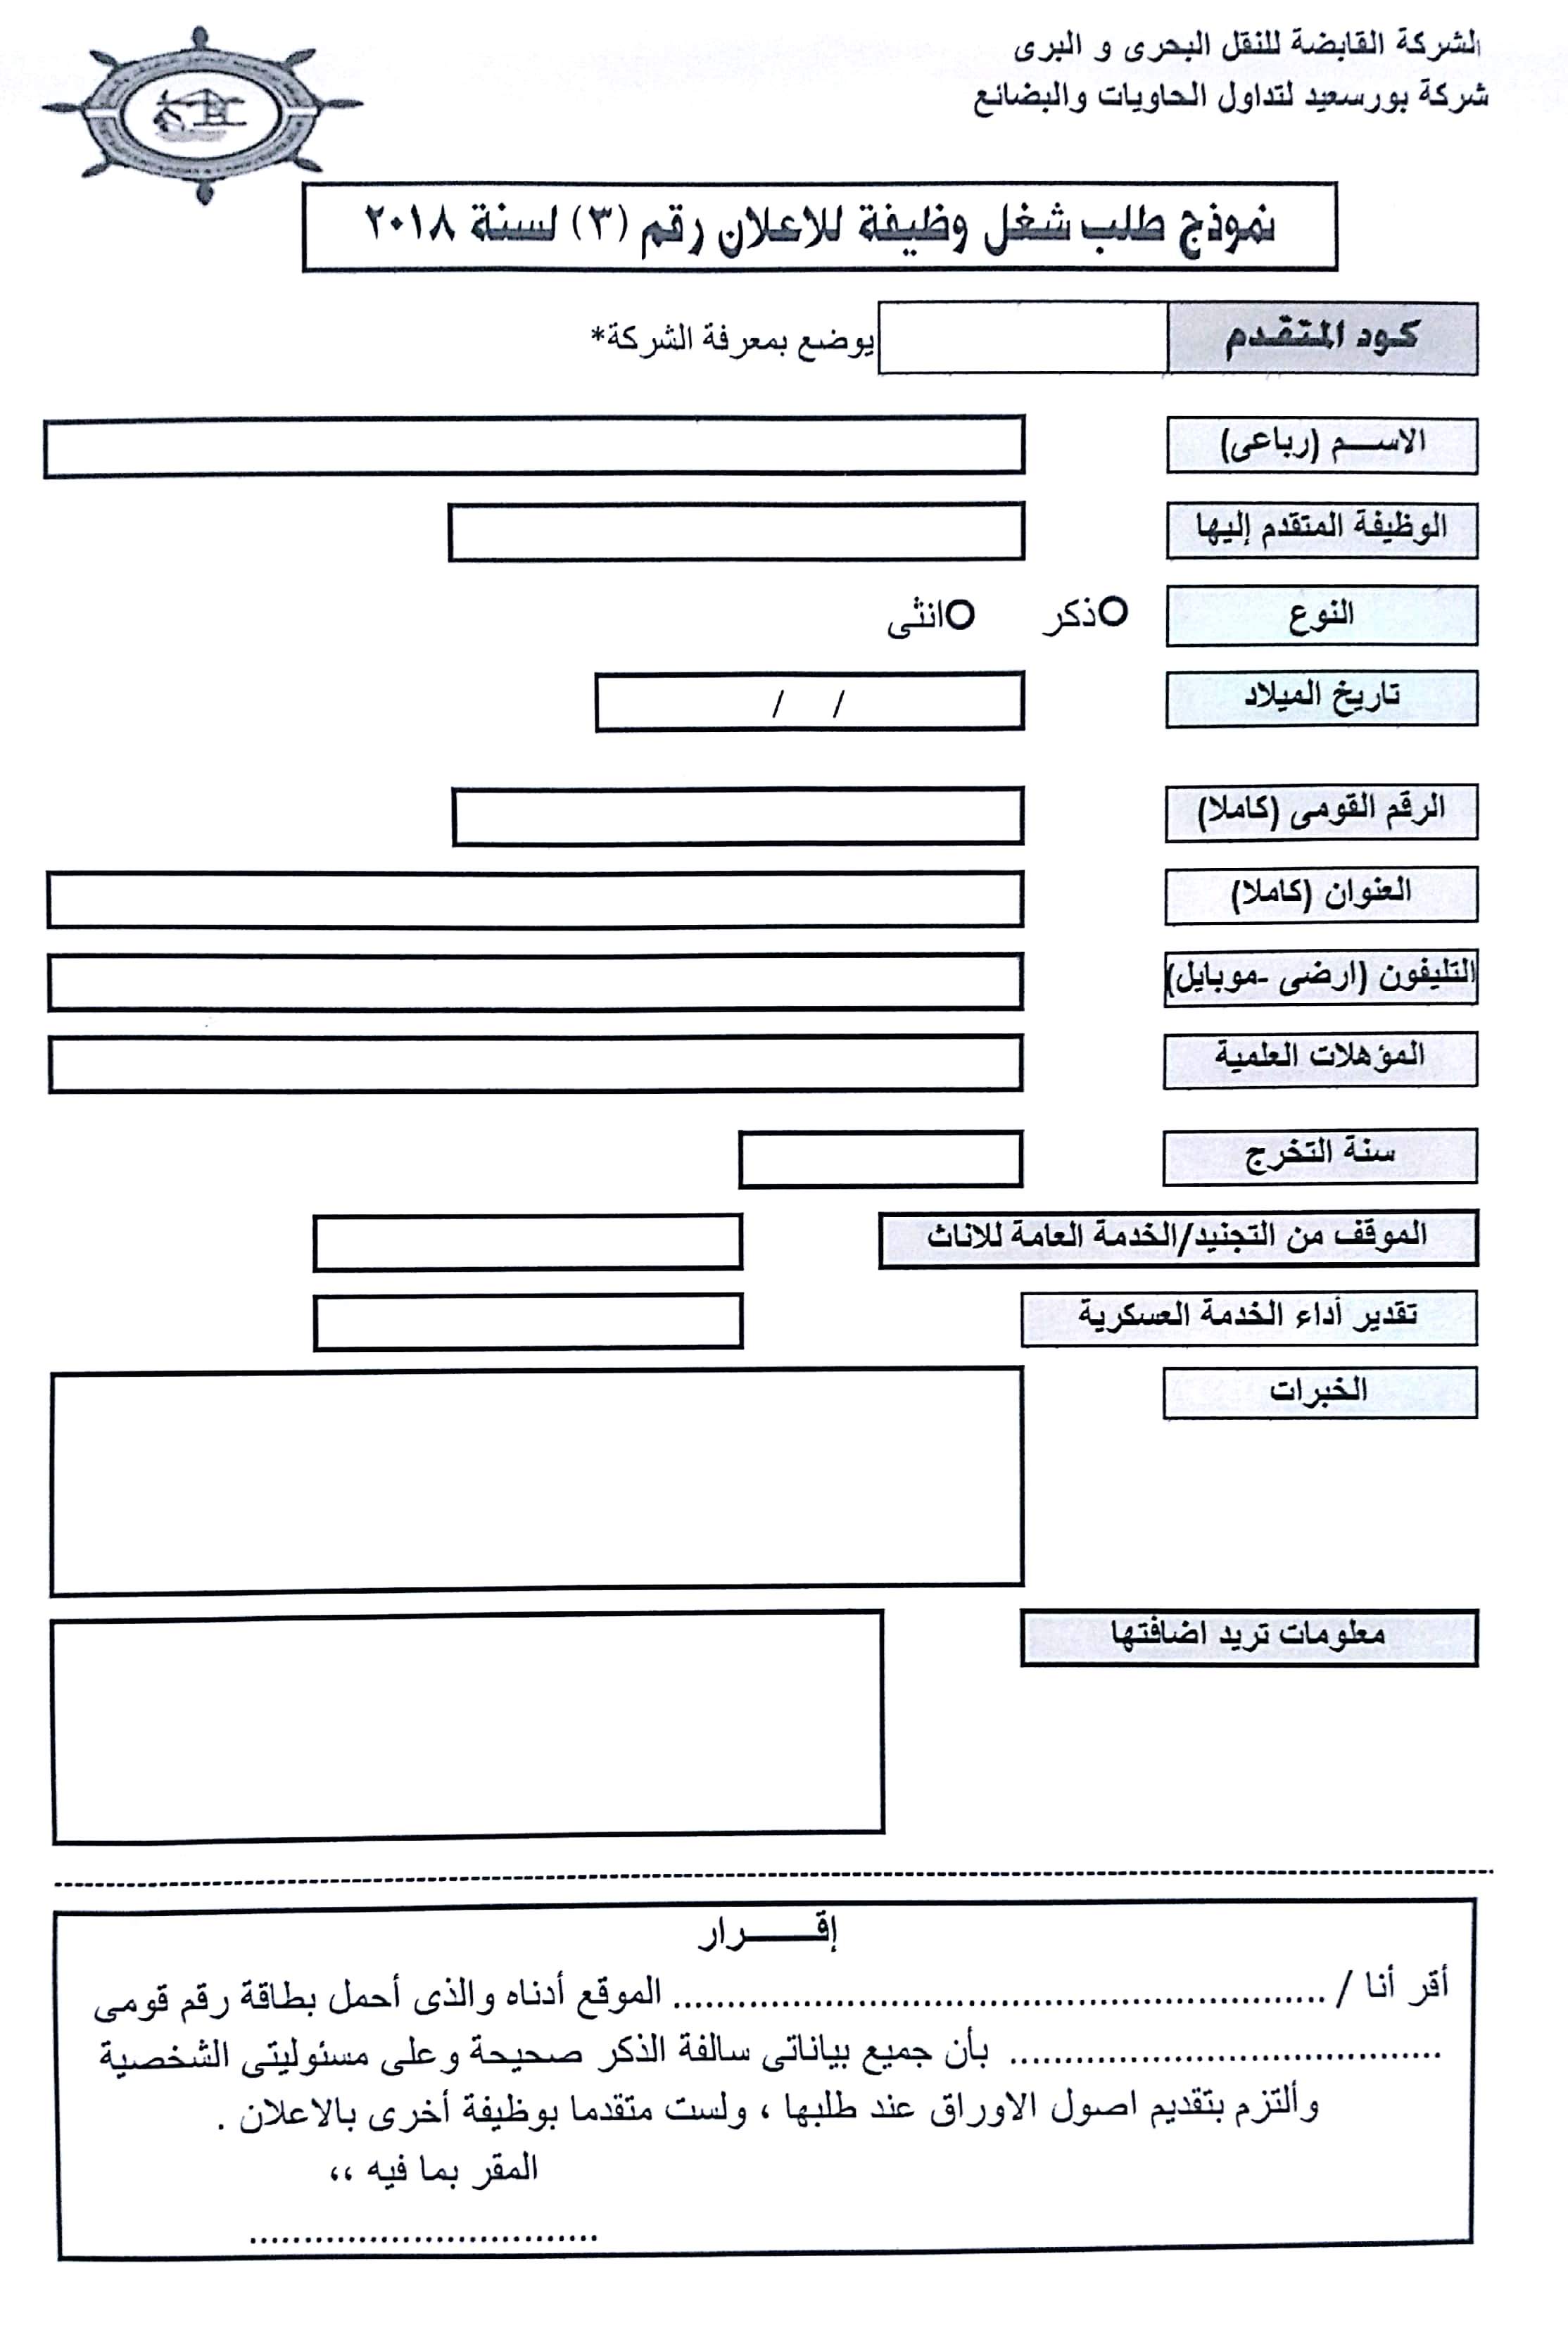 الشركة القابضة للنقل البحرى و البرى
شركة بورسعيد لتداول الحاويات والبضائع
نموذج طلب شغل وظيفة للاعلان رقم (٣) لسنة ٢٠١٨
كود المتقدم
يوضع بمعرفة الشركة*
الاســـم (رباعى)
الوظيفة المتقدم إليها
النوع
ذكر
انثى
تاريخ الميلاد
/ /
الرقم القومى (كاملا)
العنوان (كاملا)
التليفون (ارضى -موبايل)
المؤهلات العلمية
سنة التخرج
الموقف من التجنيد/الخدمة العامة للاناث
تقدير أداء الخدمة العسكرية
الخبرات
معلومات تريد اضافتها
إقــــــرار
أقر أنا / ........................................................ الموقع أدناه والذى أحمل بطاقة رقم قومى
..................................... بأن جميع بياناتى سالفة الذكر صحيحة وعلى مسئوليتى الشخصية
وألتزم بتقديم اصول الاوراق عند طلبها ، ولست متقدما بوظيفة أخرى بالاعلان .
المقر بما فيه ،،
..............................